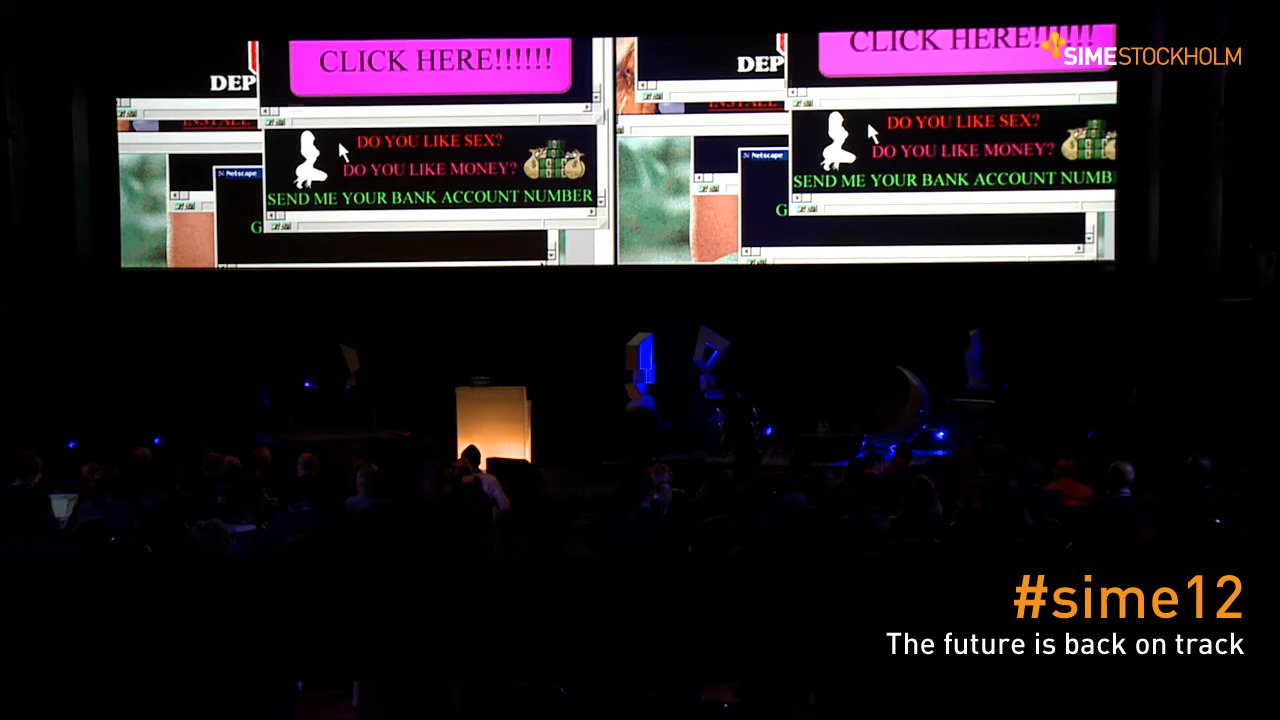 CLICK HERE!!!!!!
CLICK HERE!!!!!!
SIMESTOCKHOLM
DEP
DEP
INSTALL
INSTALL
DO YOU LIKE SEX?
DO YOU LIKE MONEY?
SEND ME YOUR BANK ACCOUNT NUMBER
DO YOU LIKE SEX?
DO YOU LIKE MONEY?
SEND ME YOUR BANK ACCOUNT NUMB
Netscape
Netscape
G
G
#sime12
The future is back on track